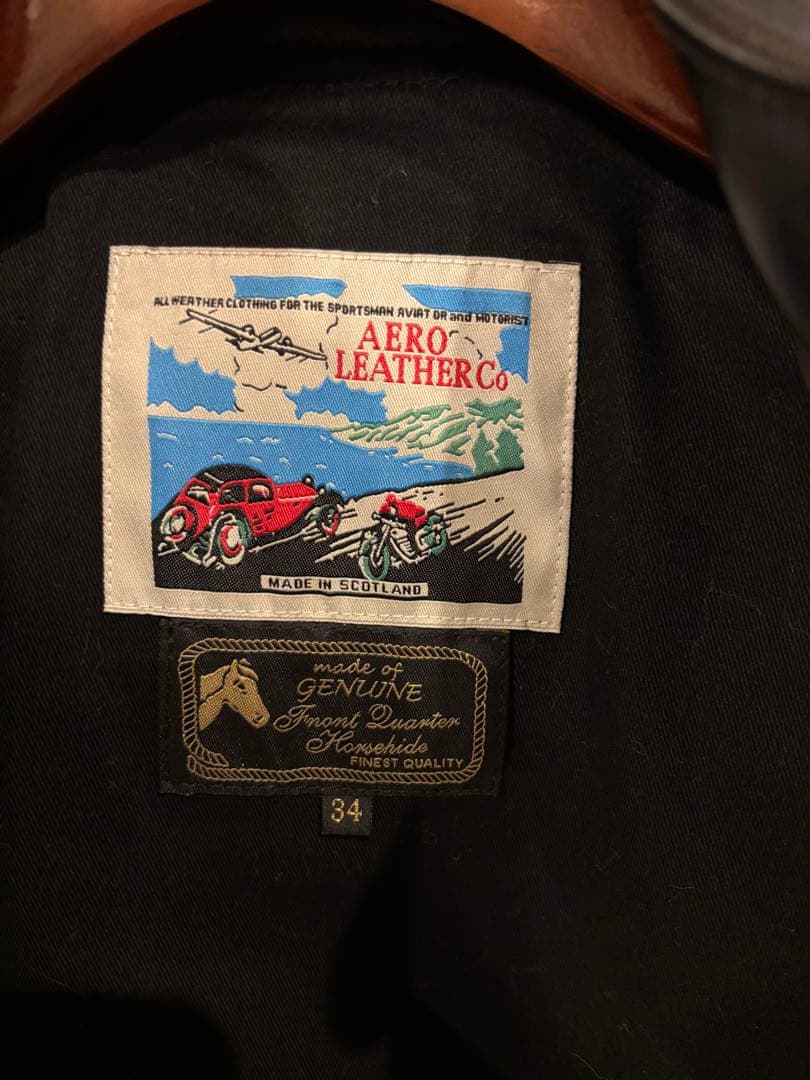 ALL WEATHER CLOTHING FOR THE SPORTSMAN AVIATOR and MOTORIST
AERO
LEATHER Co
MADE IN SCOTLAND
made of
GENUINE
Front Quarter
Horsehide
FINEST QUALITY
34